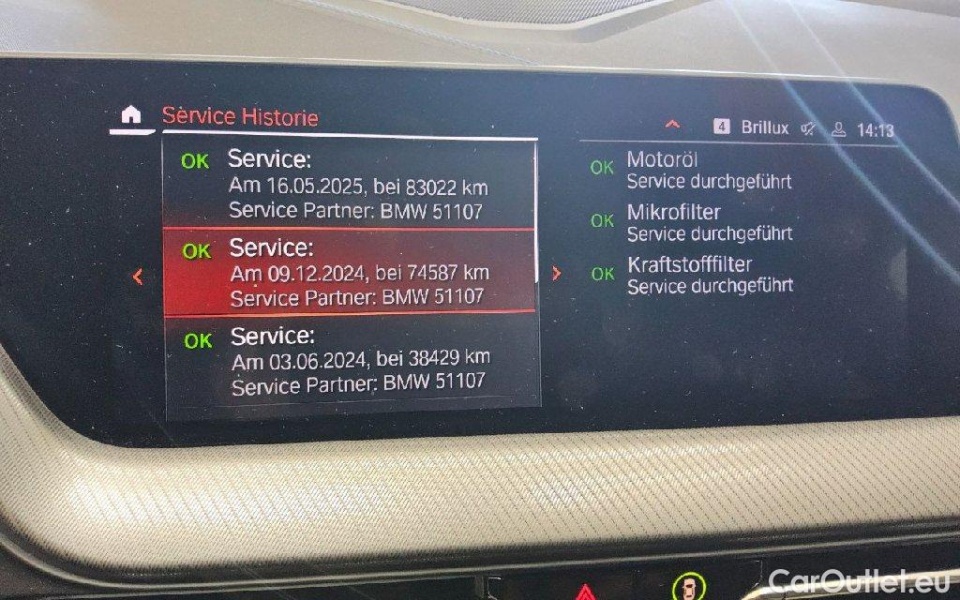 Service Historie
4 Brillux 14:13
OK Service:
Am 16.05.2025, bei 83022 km
Service Partner: BMW 51107
OK Service:
Am 09.12.2024, bei 74587 km
Service Partner: BMW 51107
OK Service:
Am 03.06.2024, bei 38429 km
Service Partner: BMW 51107
OK Motoröl
Service durchgeführt
OK Mikrofilter
Service durchgeführt
OK Kraftstofffilter
Service durchgeführt
CarOutlet.eu